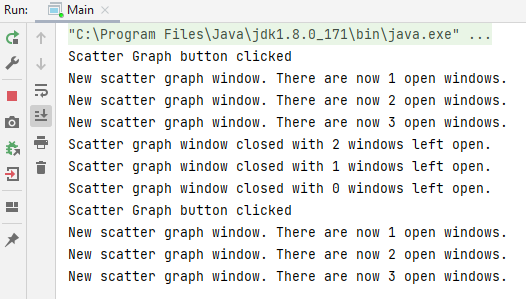 Run: Main
"C:\Program Files\Java\jdk1.8.0_171\bin\java.exe" ...
Scatter Graph button clicked
New scatter graph window. There are now 1 open windows.
New scatter graph window. There are now 2 open windows.
New scatter graph window. There are now 3 open windows.
Scatter graph window closed with 2 windows left open.
Scatter graph window closed with 1 windows left open.
Scatter graph window closed with 0 windows left open.
Scatter Graph button clicked
New scatter graph window. There are now 1 open windows.
New scatter graph window. There are now 2 open windows.
New scatter graph window. There are now 3 open windows.